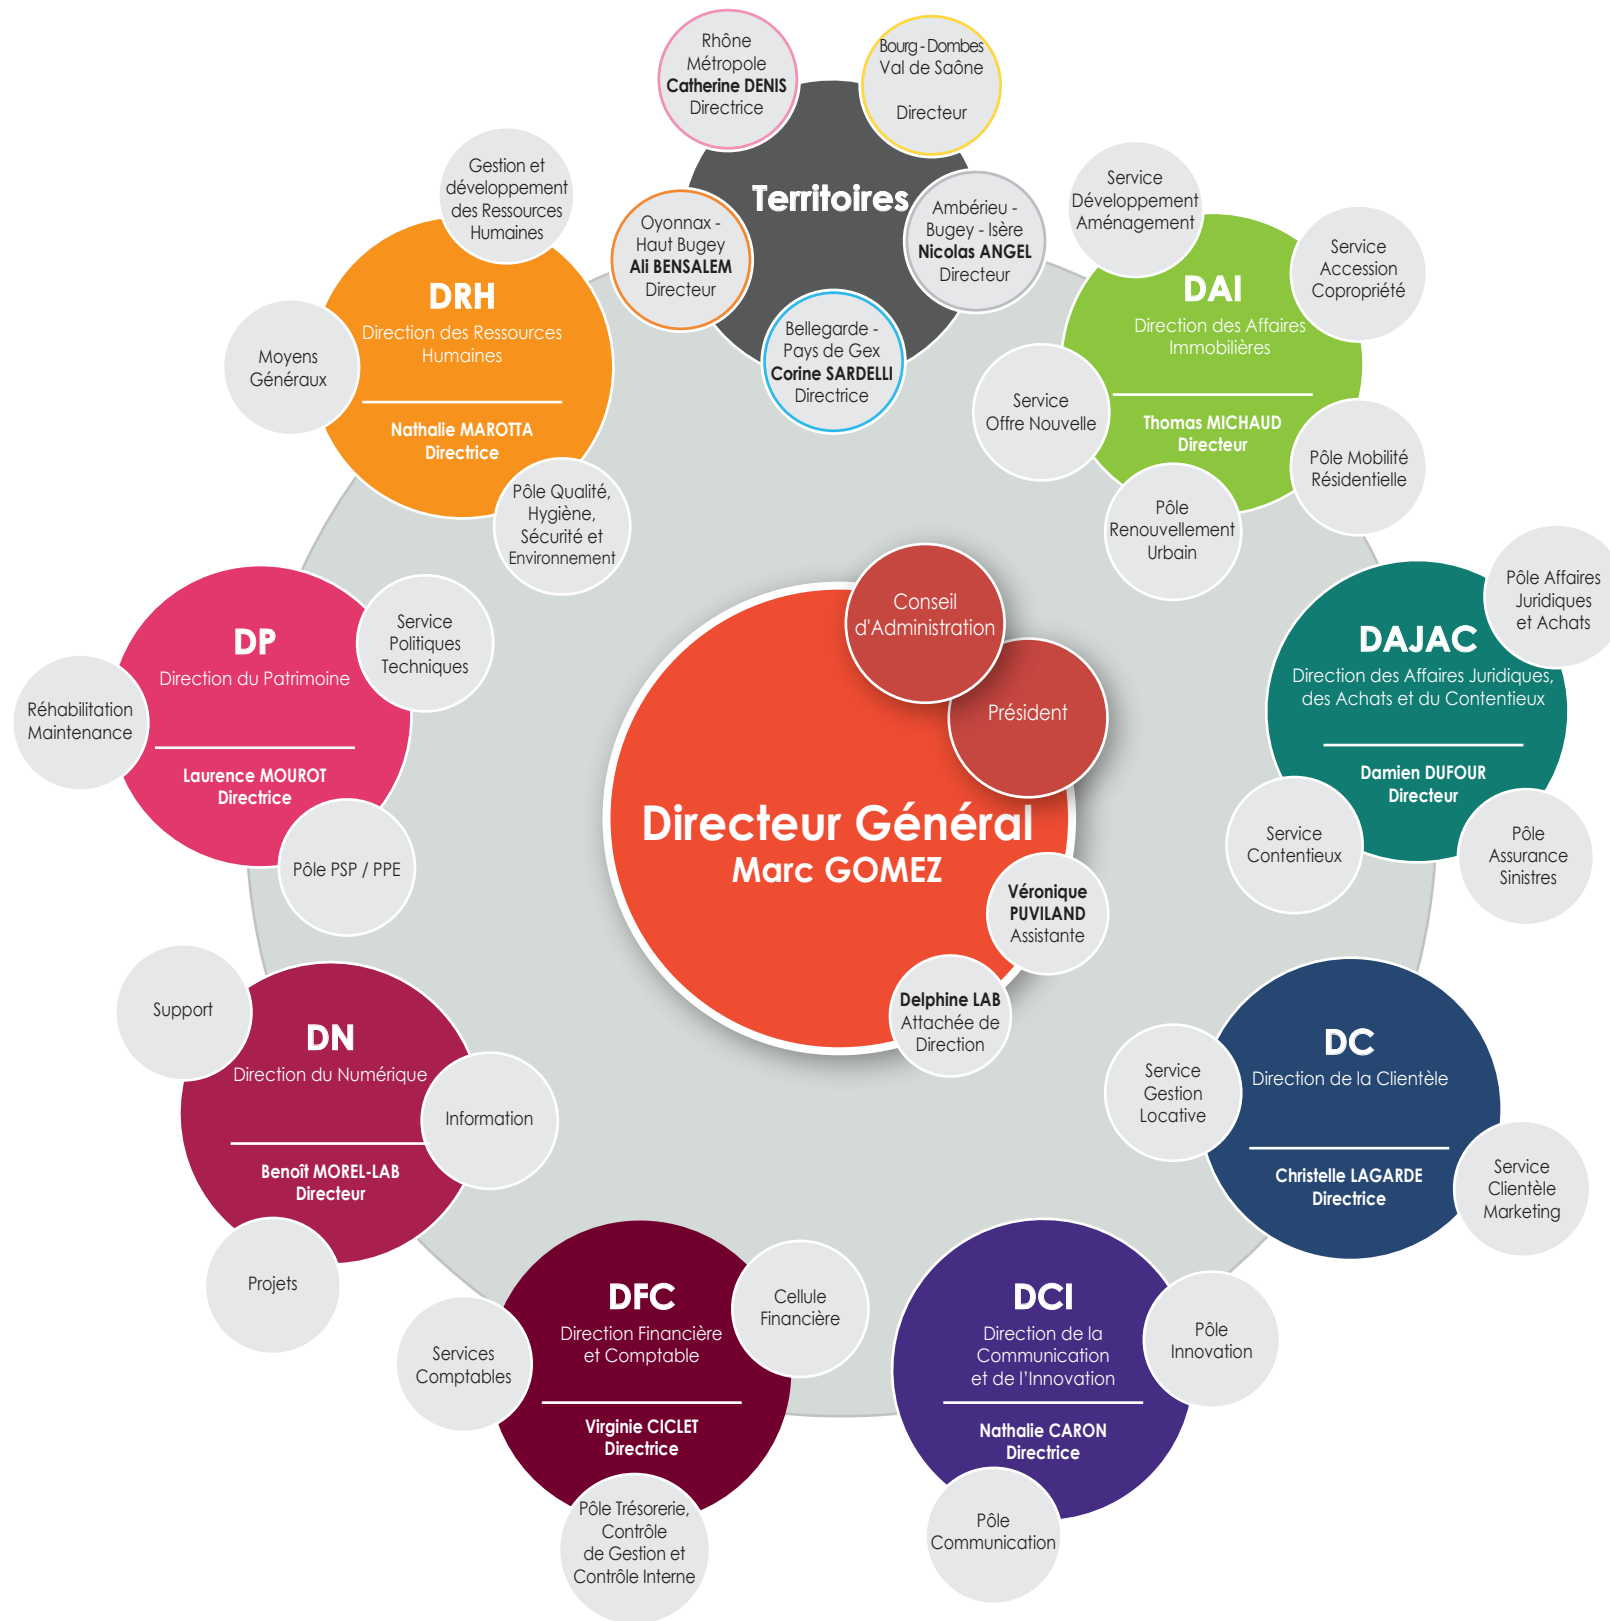 Rhône
Métropole
Catherine DENIS
Directrice
Bourg - Dombes
Val de Saône
Directeur
Territoires
Oyonnax -
Haut Bugey
Ali BENSALEM
Directeur
Ambérieu -
Bugey - Isère
Nicolas ANGEL
Directeur
Bellegarde -
Pays de Gex
Corine SARDELLI
Directrice
Gestion et
développement
des Ressources
Humaines
DRH
Direction des Ressources
Humaines
Nathalie MAROTTA
Directrice
Moyens
Généraux
Pôle Qualité,
Hygiène,
Sécurité et
Environnement
Service
Développement
Aménagement
Service
Accession
Copropriété
DAI
Direction des Affaires
Immobilières
Thomas MICHAUD
Directeur
Service
Offre Nouvelle
Pôle Mobilité
Résidentielle
Pôle
Renouvellement
Urbain
Conseil
d'Administration
Président
Directeur Général
Marc GOMEZ
Véronique
PUVILAND
Assistante
Delphine LAB
Attachée de
Direction
DP
Direction du Patrimoine
Laurence MOUROT
Directrice
Service
Politiques
Techniques
Réhabilitation
Maintenance
Pôle PSP / PPE
Pôle Affaires
Juridiques
et Achats
DAJAC
Direction des Affaires Juridiques,
des Achats et du Contentieux
Damien DUFOUR
Directeur
Service
Contentieux
Pôle
Assurance
Sinistres
Support
DN
Direction du Numérique
Benoît MOREL-LAB
Directeur
Information
Projets
DC
Direction de la Clientèle
Christelle LAGARDE
Directrice
Service
Gestion
Locative
Service
Clientèle
Marketing
DFC
Direction Financière
et Comptable
Virginie CICLET
Directrice
Cellule
Financière
Services
Comptables
Pôle Trésorerie,
Contrôle
de Gestion et
Contrôle Interne
DCI
Direction de la
Communication
et de l'Innovation
Nathalie CARON
Directrice
Pôle
Innovation
Pôle
Communication